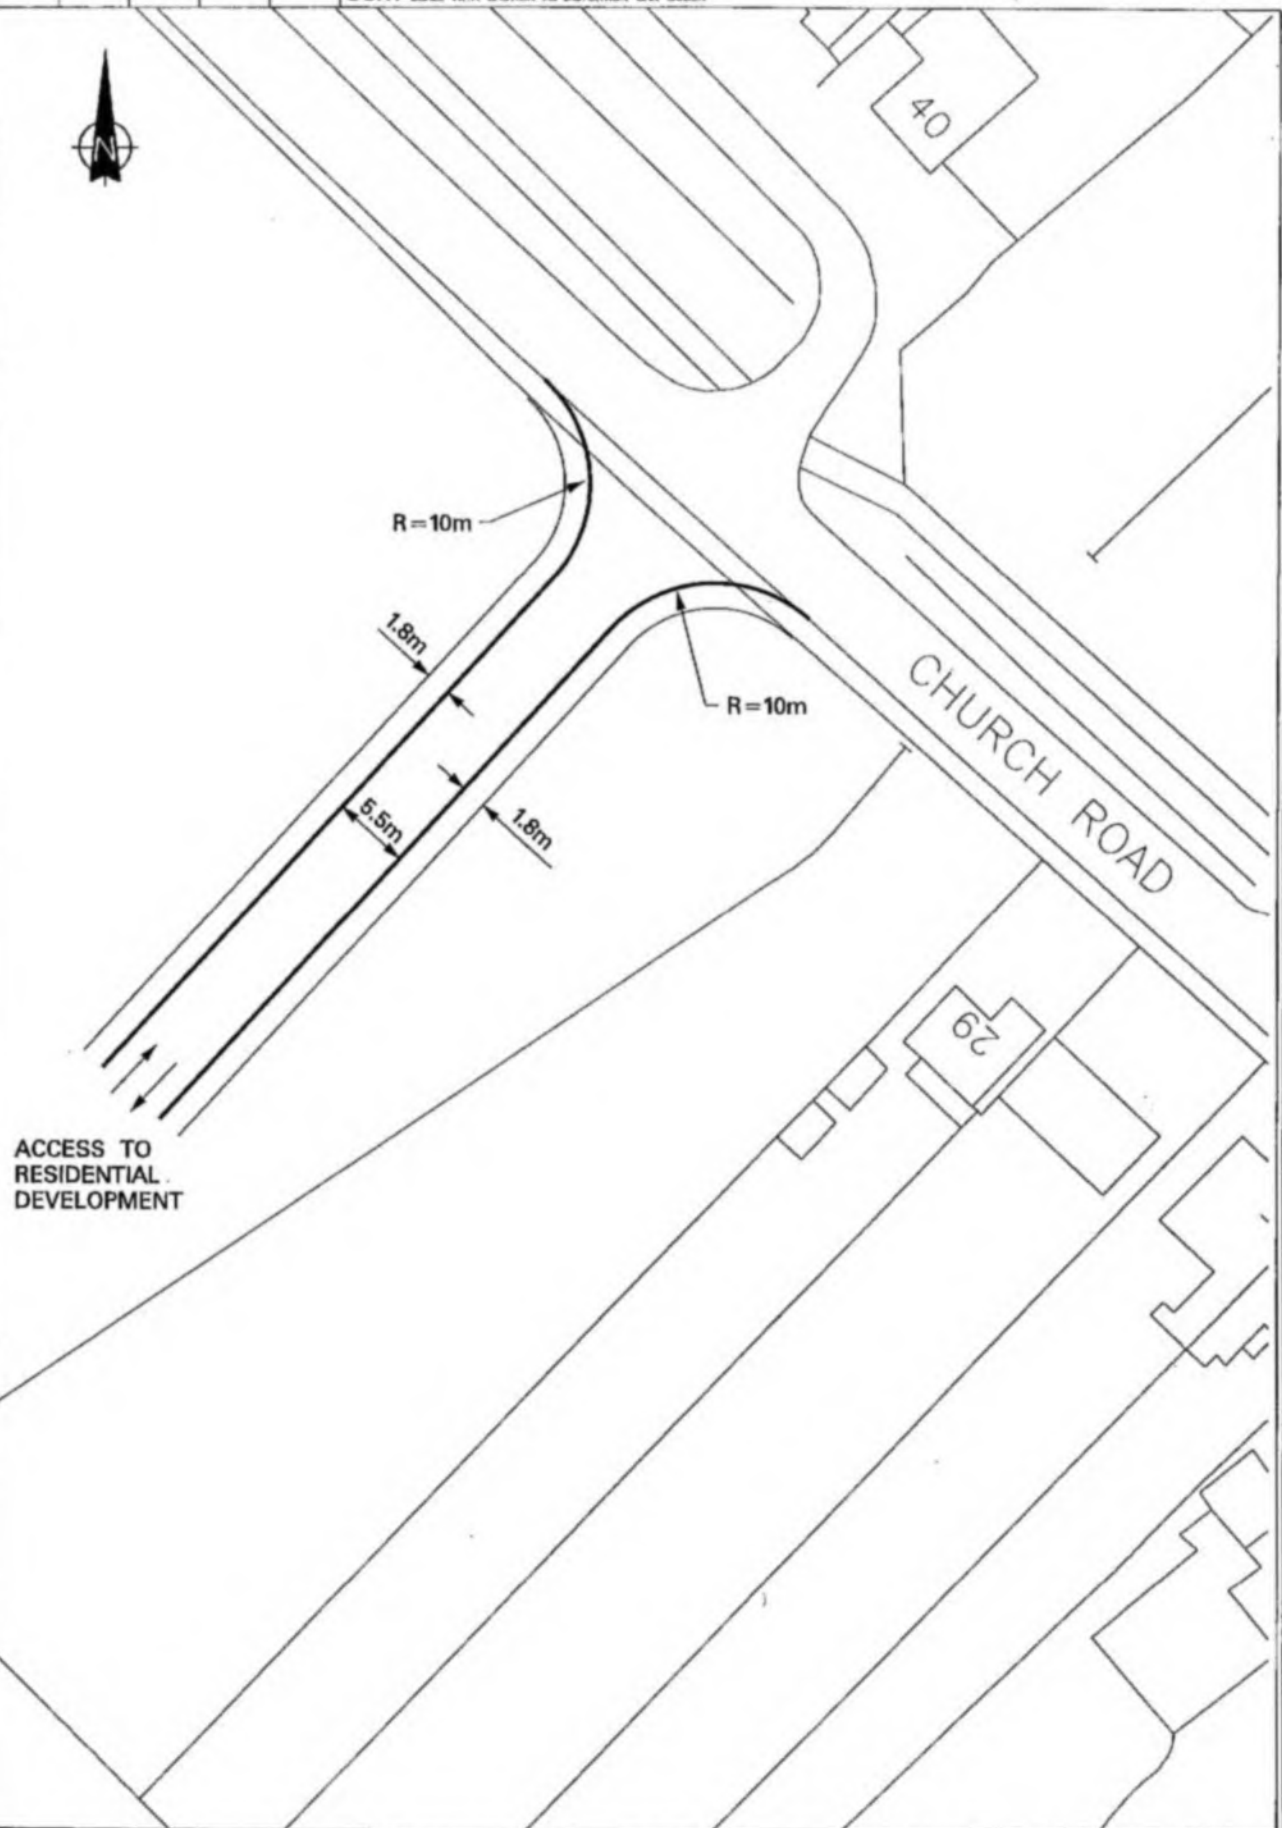 N
40
R=10m
1.8m
R=10m
CHURCH ROAD
5.5m
1.8m
29
ACCESS TO
RESIDENTIAL
DEVELOPMENT